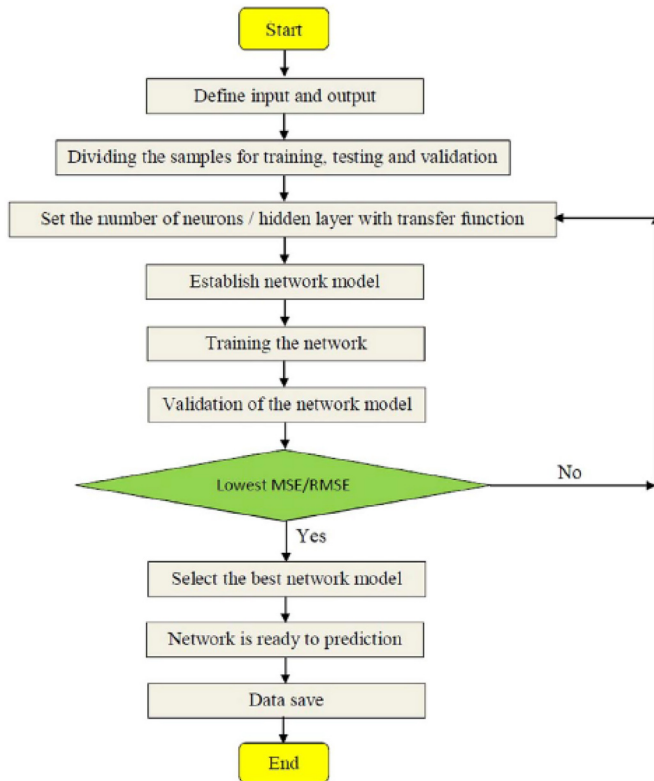 Start
Define input and output
Dividing the samples for training, testing and validation
Set the number of neurons / hidden layer with transfer function
Establish network model
Training the network
Validation of the network model
Lowest MSE/RMSE
No
Yes
Select the best network model
Network is ready to prediction
Data save
End